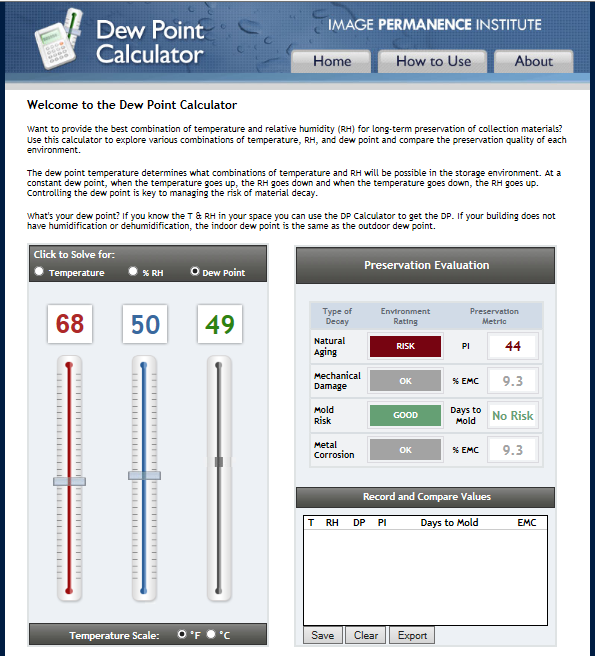 Dew Point
Calculator
IMAGE PERMANENCE INSTITUTE
Home
How to Use
About
Welcome to the Dew Point Calculator
Want to provide the best combination of temperature and relative humidity (RH) for long-term preservation of collection materials?
Use this calculator to explore various combinations of temperature, RH, and dew point and compare the preservation quality of each
environment.
The dew point temperature determines what combinations of temperature and RH will be possible in the storage environment. At a
constant dew point, when the temperature goes up, the RH goes down and when the temperature goes down, the RH goes up.
Controlling the dew point is key to managing the risk of material decay.
What's your dew point? If you know the T & RH in your space you can use the DP Calculator to get the DP. If your building does not
have humidification or dehumidification, the indoor dew point is the same as the outdoor dew point.
Click to Solve for:
Temperature
% RH
Dew Point
68
50
49
Temperature Scale:
°F
°C
Preservation Evaluation
Type of
Decay
Environment
Rating
Preservation
Metric
Natural
Aging
RISK
PI
44
Mechanical
Damage
OK
% EMC
9.3
Mold
Risk
GOOD
Days to
Mold
No Risk
Metal
Corrosion
OK
% EMC
9.3
Record and Compare Values
T RH DP PI Days to Mold EMC
Save
Clear
Export